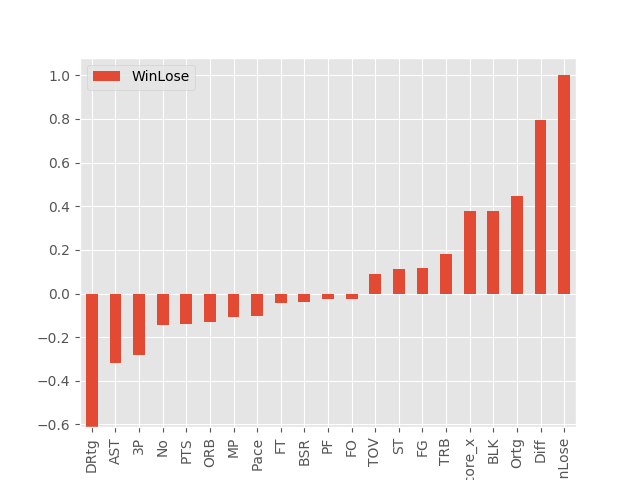 WinLose
1.0
0.8
0.6
0.4
0.2
0.0
−0.2
−0.4
−0.6
DRtg
AST
3P
No
PTS
ORB
MP
Pace
FT
BSR
PF
FO
TOV
ST
FG
TRB
core_x
BLK
Ortg
Diff
nLose